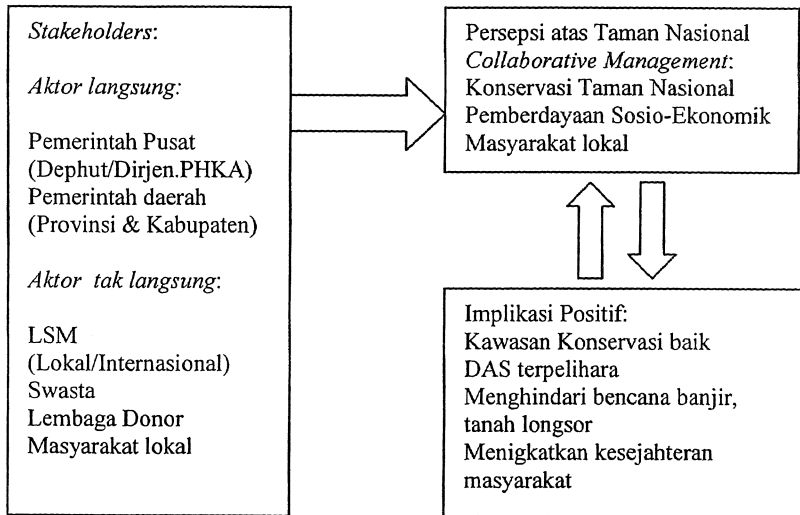 Stakeholders:
Aktor langsung:
Pemerintah Pusat
(Dephut/Dirjen.PHKA)
Pemerintah daerah
(Provinsi & Kabupaten)
Aktor tak langsung:
LSM
(Lokal/Internasional)
Swasta
Lembaga Donor
Masyarakat lokal
Persepsi atas Taman Nasional
Collaborative Management:
Konservasi Taman Nasional
Pemberdayaan Sosio-Ekonomik
Masyarakat lokal
Implikasi Positif:
Kawasan Konservasi baik
DAS terpelihara
Menghindari bencana banjir,
tanah longsor
Menigkatkan kesejahteran
masyarakat